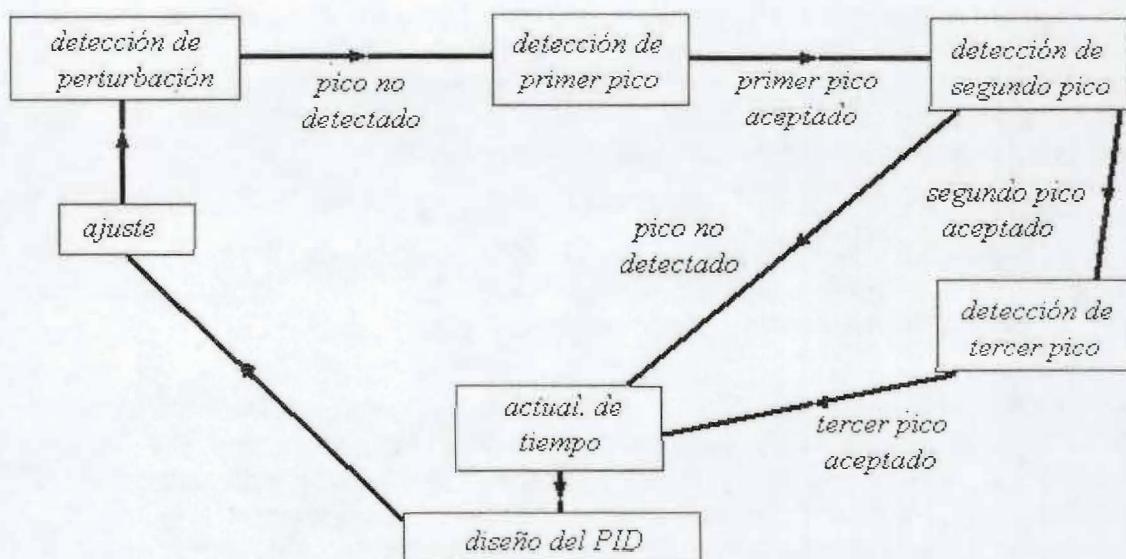 detección de
perturbación
pico no
detectado
detección de
primer pico
primer pico
aceptado
detección de
segundo pico
segundo pico
aceptado
pico no
detectado
detección de
tercer pico
tercer pico
aceptado
actual. de
tiempo
diseño del PID
ajuste